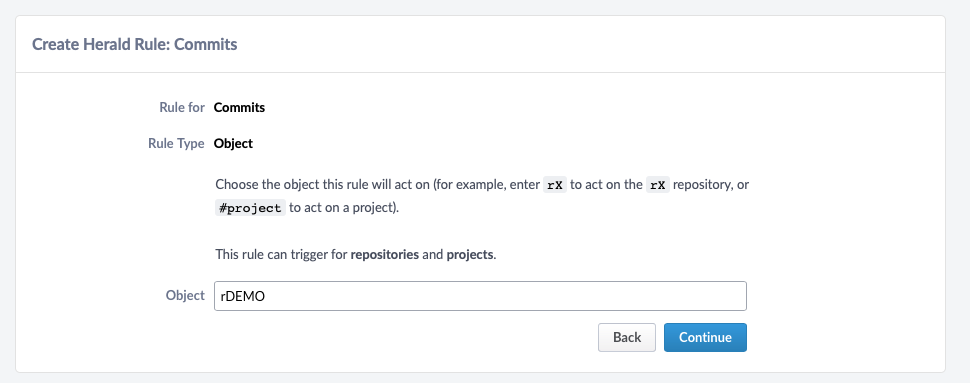 Create Herald Rule: Commits
Rule for Commits
Rule Type Object
Choose the object this rule will act on (for example, enter rX to act on the rX repository, or
#project to act on a project).
This rule can trigger for repositories and projects.
Object rDEMO
Back Continue